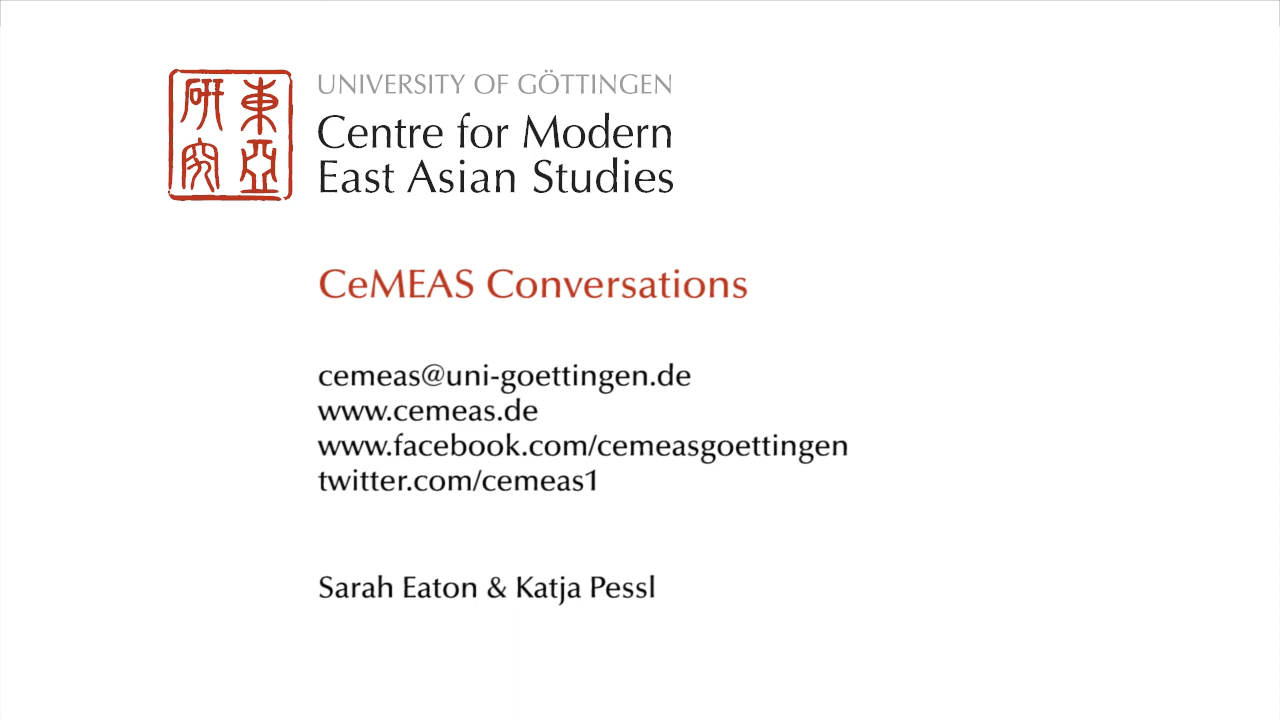 東亞
研究
UNIVERSITY OF GÖTTINGEN
Centre for Modern
East Asian Studies
CeMEAS Conversations
cemeas@uni-goettingen.de
www.cemeas.de
www.facebook.com/cemeasgoettingen
twitter.com/cemeas1
Sarah Eaton & Katja Pessl